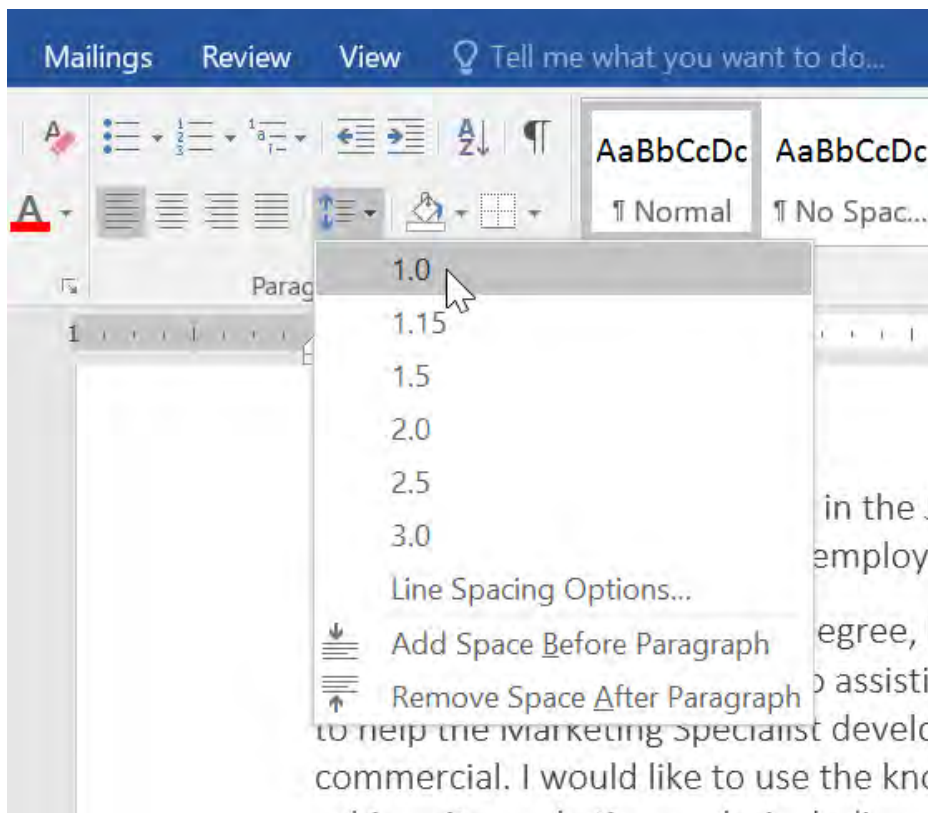 Mailings Review View Tell me what you want to do...
AaBbCcDc AaBbCcDc
¶ Normal ¶ No Spac...
1.0
1
1.15
1.5
2.0
2.5
in the
3.0
employ
Line Spacing Options...
egree,
Add Space Before Paragraph
assisti
Remove Space After Paragraph
to help the Marketing Specialist develo
commercial. I would like to use the kno